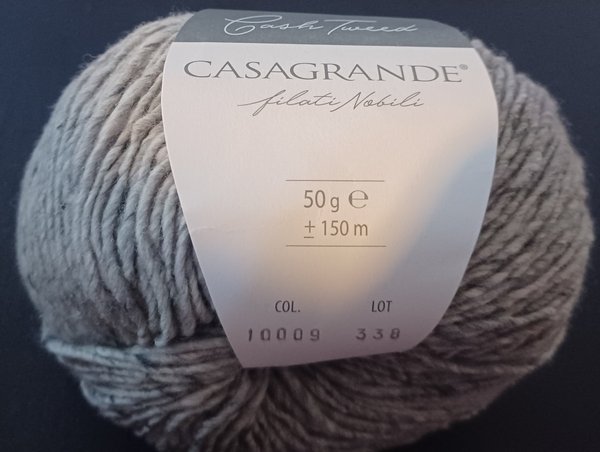 Cash Tweed
CASAGRANDE®
filati Nobili
50 g ℮
± 150 m
COL. LOT
10009 338